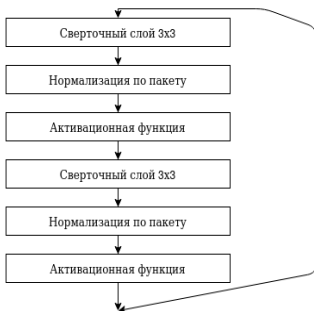 Сверточный слой 3x3
Нормализация по пакету
Активационная функция
Сверточный слой 3x3
Нормализация по пакету
Активационная функция